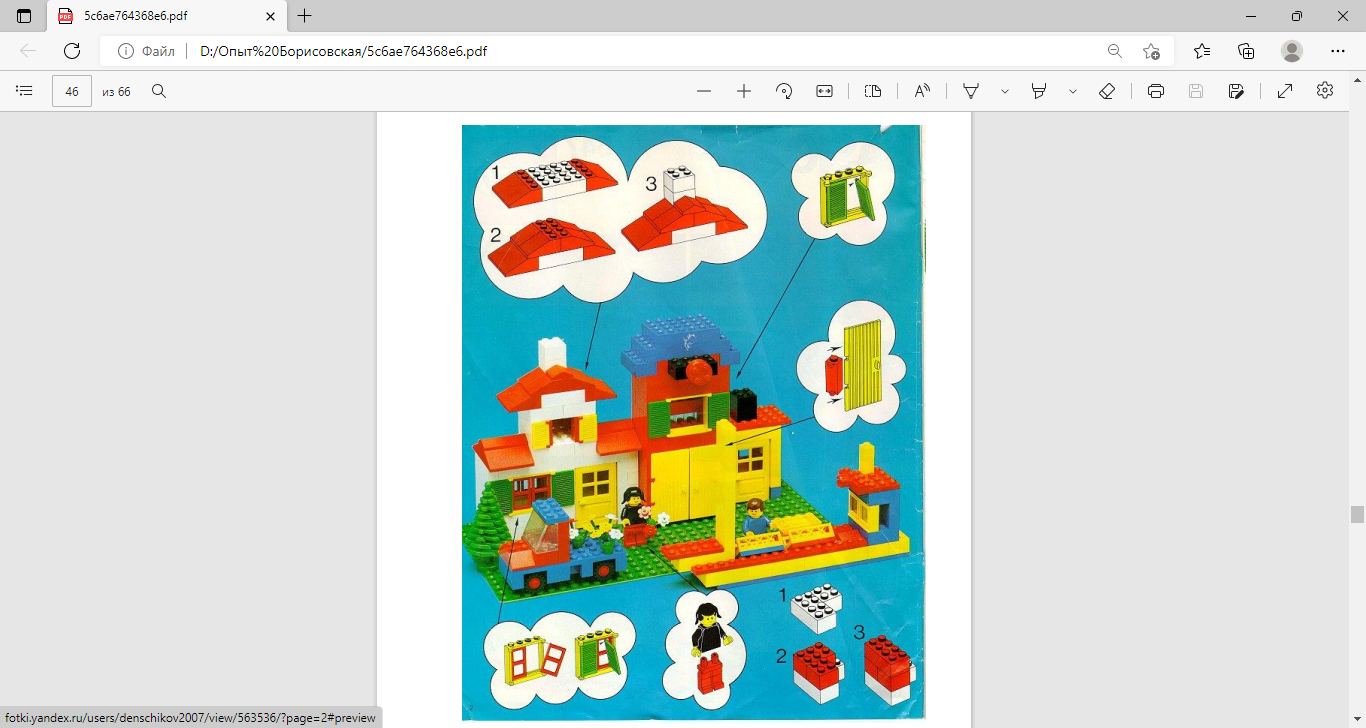 5c6ae764368e6.pdf
Файл
D:/Опыт%20Борисовская/5c6ae764368e6.pdf
46
из 66
1
3
2
1
3
2
fotki.yandex.ru/users/denschikov2007/view/563536/?page=2#preview